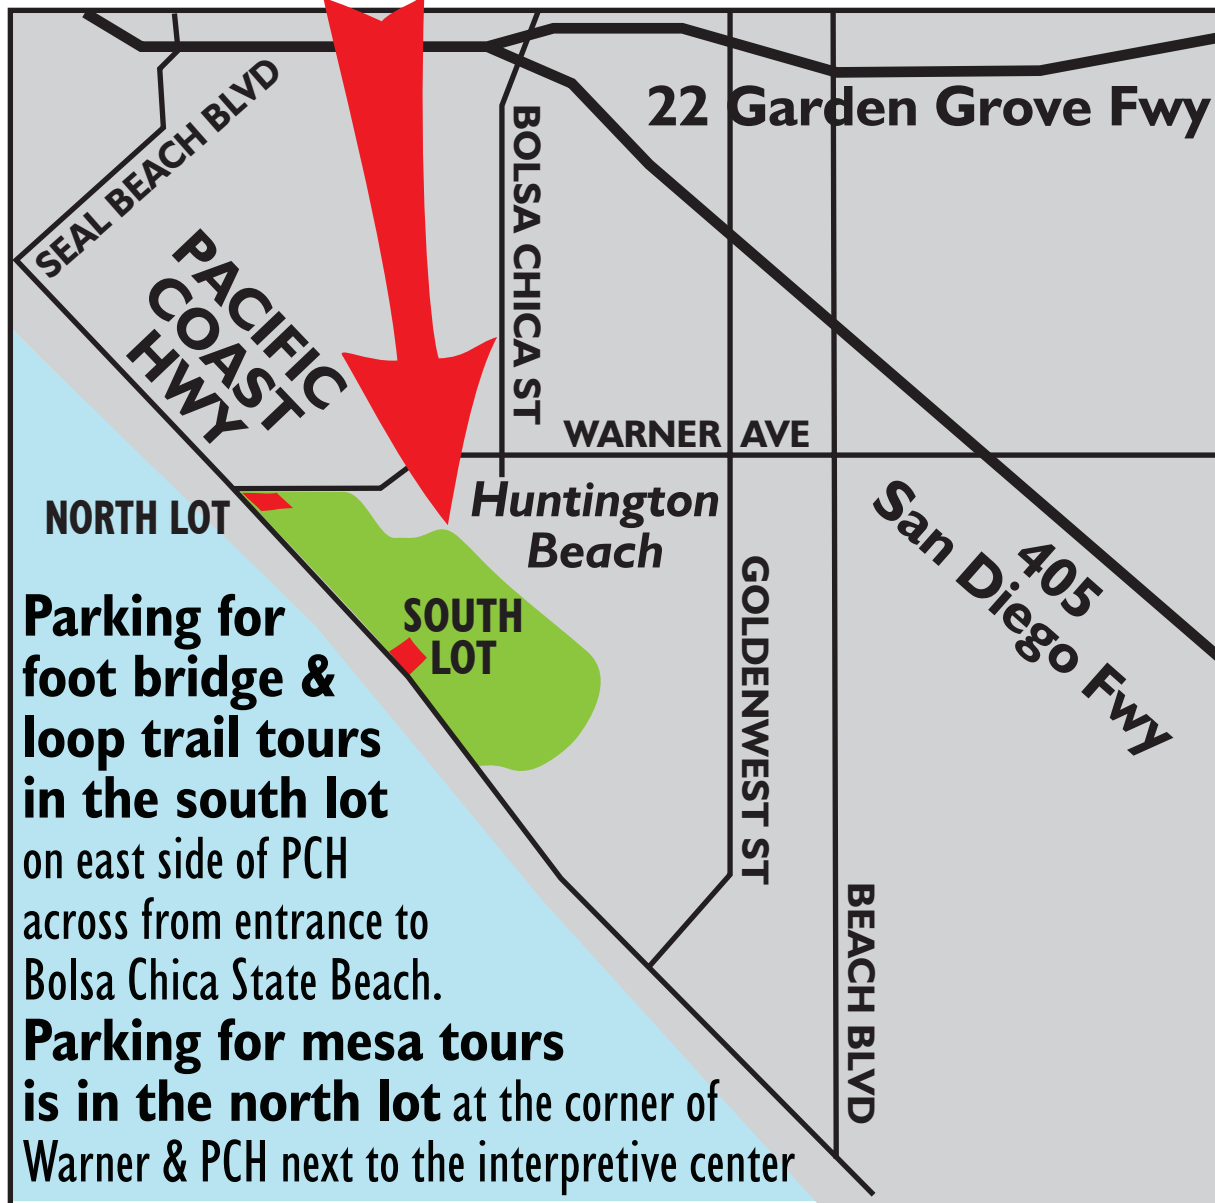 22 Garden Grove Fwy
SEAL BEACH BLVD
BOLSA CHICA ST
PACIFIC
COAST
HWY
WARNER AVE
NORTH LOT
Huntington
Beach
405
San Diego Fwy
SOUTH
LOT
GOLDENWEST ST
BEACH BLVD
Parking for
foot bridge &
loop trail tours
in the south lot
on east side of PCH
across from entrance to
Bolsa Chica State Beach.
Parking for mesa tours
is in the north lot at the corner of
Warner & PCH next to the interpretive center